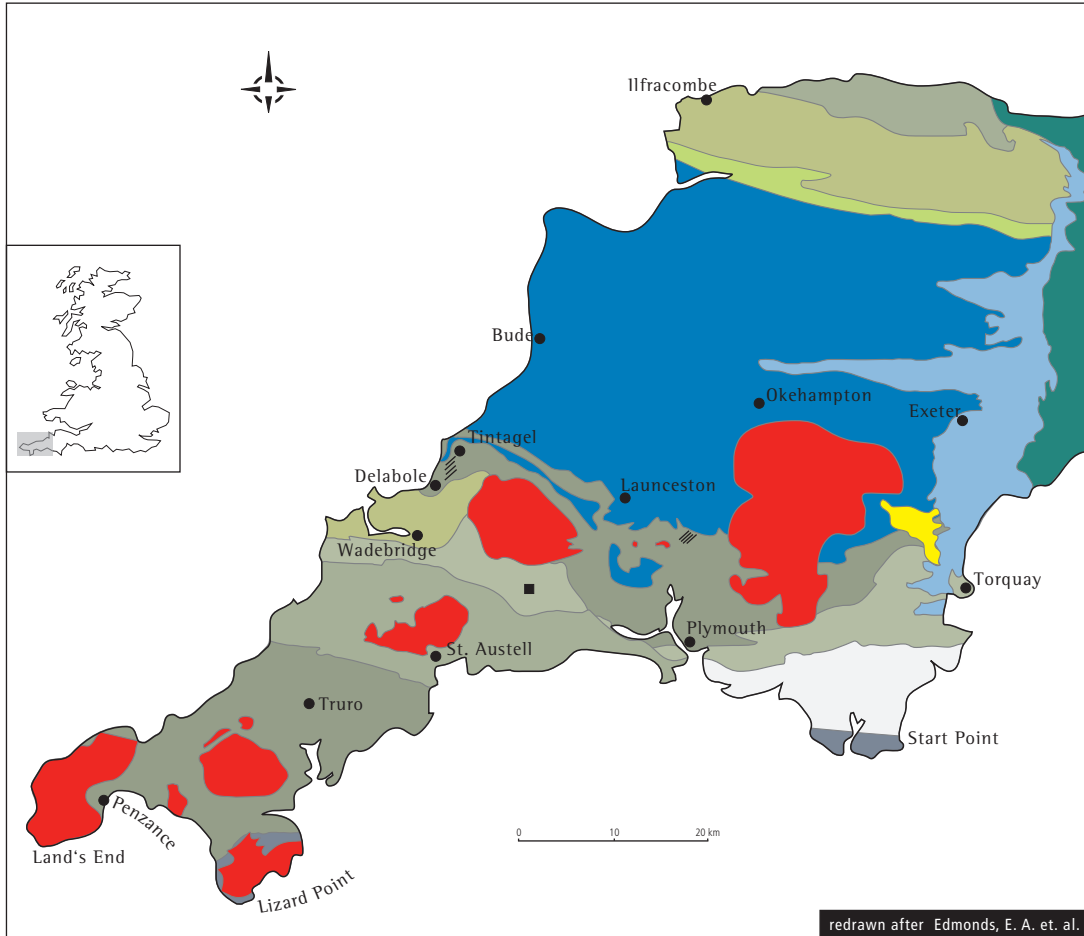 Ilfracombe
Bude
Okehampton
Exeter
Tintagel
Delabole
Launceston
Wadebridge
Torquay
Plymouth
St. Austell
Truro
Start Point
Penzance
Land's End
Lizard Point
0 10 20 km
redrawn after Edmonds, E. A. et. al.